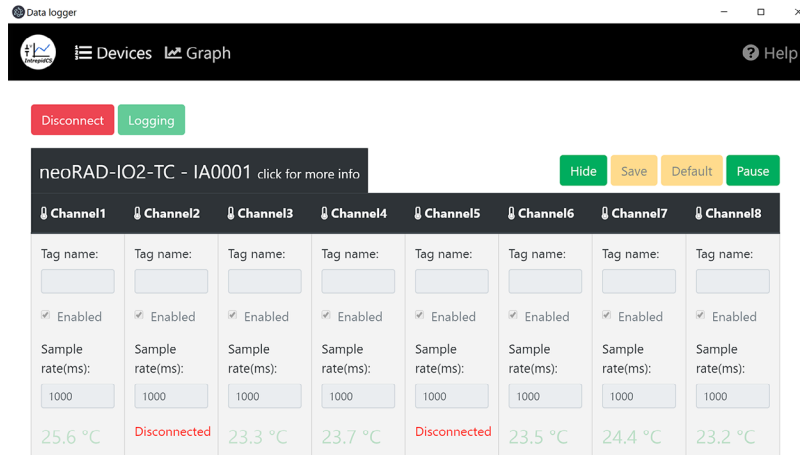 Data logger
IntrepidCS
Devices Graph Help
Disconnect Logging
neoRAD-IO2-TC - IA0001 click for more info Hide Save Default Pause
Channel1 Channel2 Channel3 Channel4 Channel5 Channel6 Channel7 Channel8
Tag name: Tag name: Tag name: Tag name: Tag name: Tag name: Tag name: Tag name:
Enabled Enabled Enabled Enabled Enabled Enabled Enabled Enabled
Sample Sample Sample Sample Sample Sample Sample Sample
rate(ms): rate(ms): rate(ms): rate(ms): rate(ms): rate(ms): rate(ms): rate(ms):
1000 1000 1000 1000 1000 1000 1000 1000
25.6 °C Disconnected 23.3 °C 23.7 °C Disconnected 23.5 °C 24.4 °C 23.2 °C